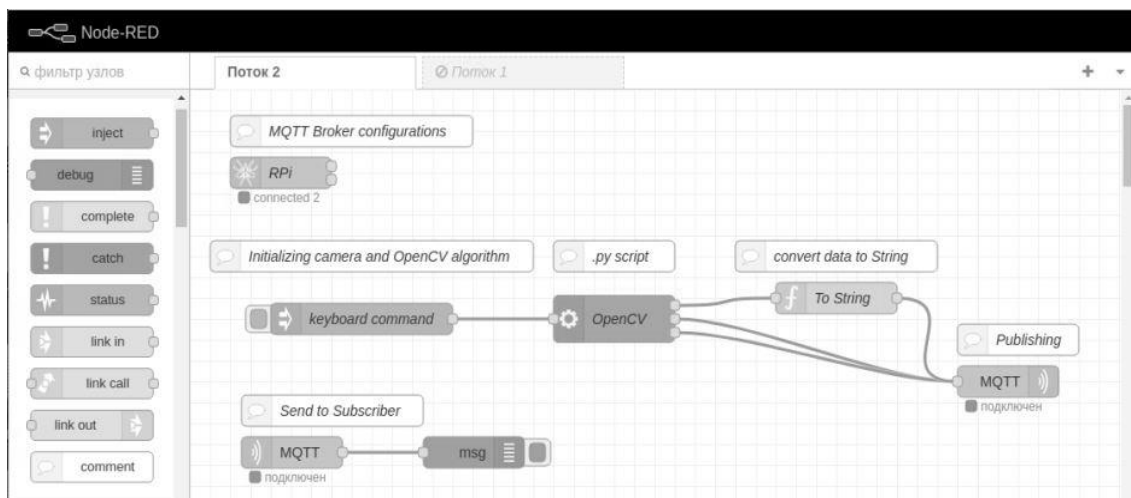 Node-RED
фильтр узлов
Поток 2
Поток 1
inject
debug
complete
catch
status
link in
link call
link out
comment
MQTT Broker configurations
RPi
connected 2
Initializing camera and OpenCV algorithm
.py script
convert data to String
keyboard command
OpenCV
To String
Publishing
MQTT
подключен
Send to Subscriber
MQTT
msg
подключен